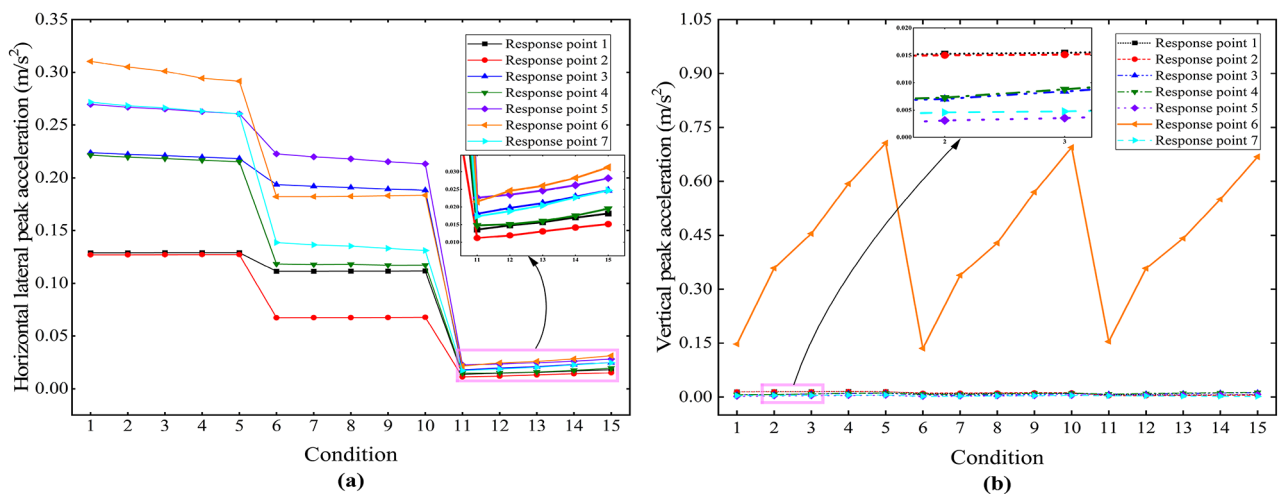 0.35
0.30
0.25
0.20
0.15
0.10
0.05
0.00
Horizontal lateral peak acceleration (m/s²)
1 2 3 4 5 6 7 8 9 10 11 12 13 14 15
Condition
(a)
Response point 1
Response point 2
Response point 3
Response point 4
Response point 5
Response point 6
Response point 7
0.030
0.025
0.020
0.015
0.010
11 12 13 14 15
1.05
0.90
0.75
0.60
0.45
0.30
0.15
0.00
Vertical peak acceleration (m/s²)
1 2 3 4 5 6 7 8 9 10 11 12 13 14 15
Condition
(b)
0.020
0.015
0.010
0.005
0.000
2 3
Response point 1
Response point 2
Response point 3
Response point 4
Response point 5
Response point 6
Response point 7